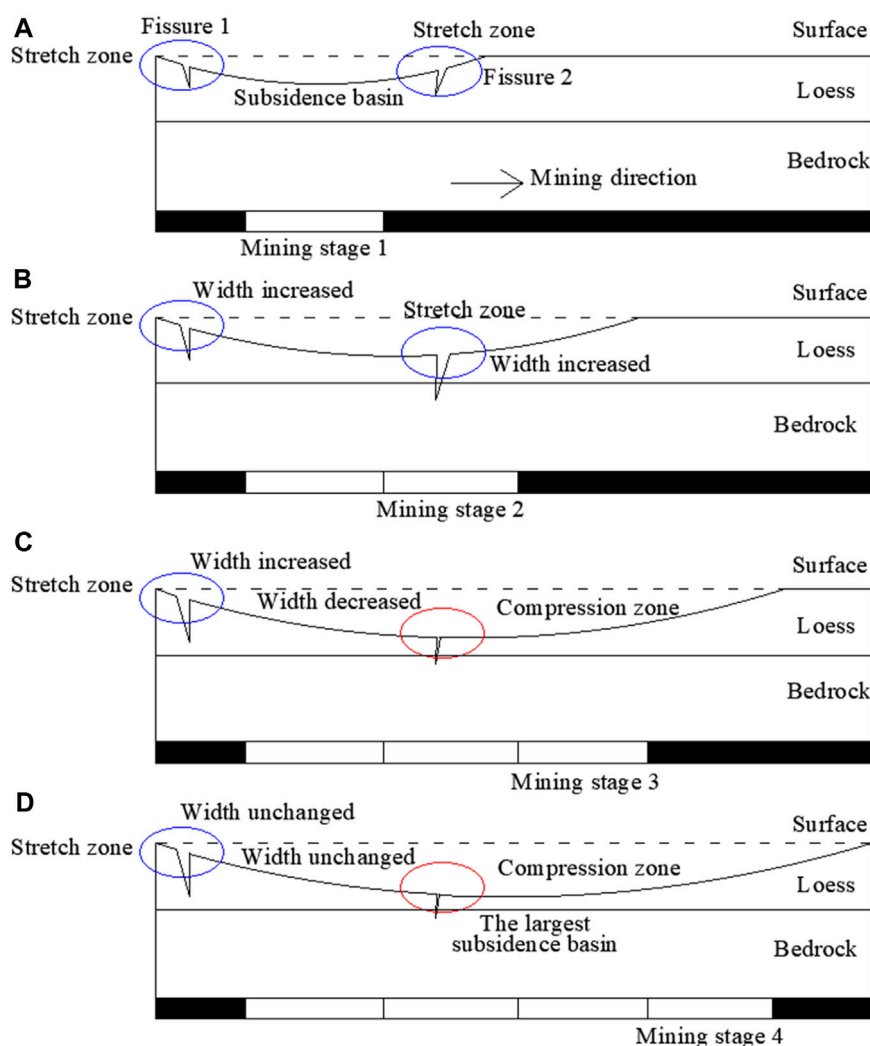 A
Fissure 1
Stretch zone
Surface
Stretch zone
Fissure 2
Subsidence basin
Loess
Bedrock
Mining direction
Mining stage 1
B
Width increased
Surface
Stretch zone
Stretch zone
Loess
Width increased
Bedrock
Mining stage 2
C
Width increased
Surface
Stretch zone
Width decreased
Compression zone
Loess
Bedrock
Mining stage 3
D
Width unchanged
Surface
Stretch zone
Width unchanged
Compression zone
Loess
The largest
subsidence basin
Bedrock
Mining stage 4